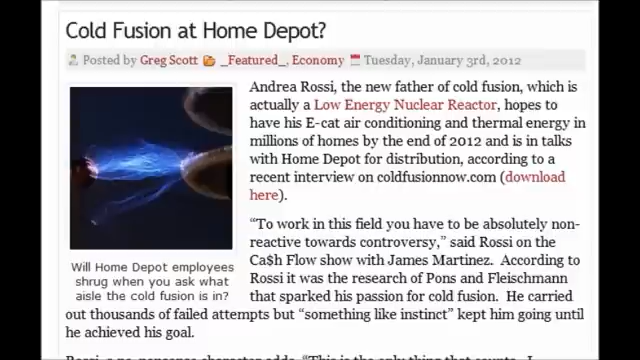 Cold Fusion at Home Depot?
Posted by Greg Scott _Featured_, Economy Tuesday, January 3rd, 2012
Andrea Rossi, the new father of cold fusion, which is
actually a Low Energy Nuclear Reactor, hopes to
have his E-cat air conditioning and thermal energy in
millions of homes by the end of 2012 and is in talks
with Home Depot for distribution, according to a
recent interview on coldfusionnow.com (download
here).
Will Home Depot employees
shrug when you ask what
aisle the cold fusion is in?
“To work in this field you have to be absolutely non-
reactive towards controversy,” said Rossi on the
Ca$h Flow show with James Martinez. According to
Rossi it was the research of Pons and Fleischmann
that sparked his passion for cold fusion. He carried
out thousands of failed attempts but “something like instinct” kept him going until
he achieved his goal.